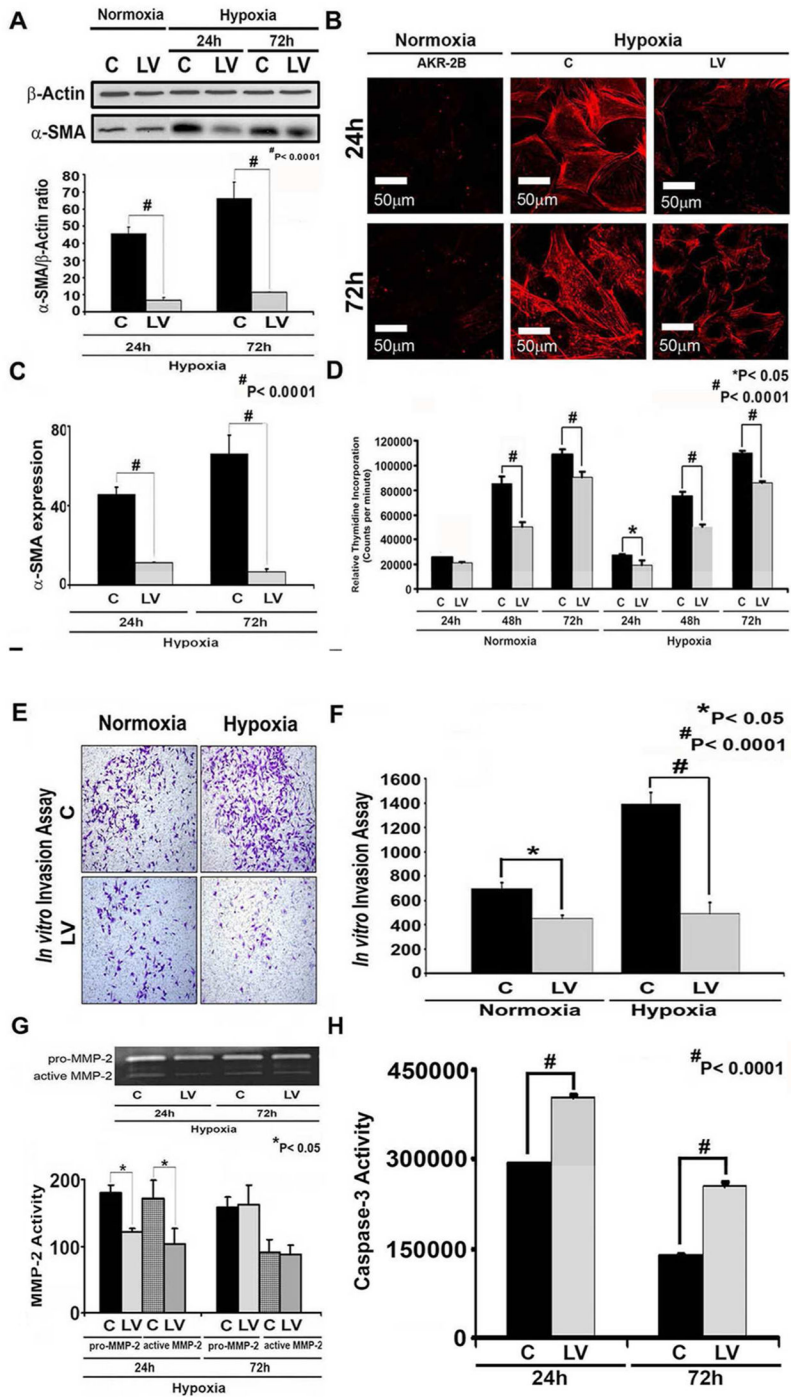 A
Normoxia Hypoxia
24h 72h
C LV C LV C LV
β-Actin
α-SMA
#P< 0.0001
α-SMA/β-Actin ratio
80
70
60
50
40
30
20
10
0
# #
C LV C LV
24h 72h
Hypoxia
B
Normoxia Hypoxia
AKR-2B C LV
24h
50µm 50µm 50µm
72h
50µm 50µm 50µm
C
#P< 0.0001
α-SMA expression
80
40
0
# #
C LV C LV
24h 72h
Hypoxia
D
*P< 0.05
#P< 0.0001
Relative Thymidine Incorporation
(Counts per minute)
120000
100000
80000
60000
40000
20000
0
# # * # #
C LV C LV C LV C LV C LV C LV
24h 48h 72h 24h 48h 72h
Normoxia Hypoxia
E
Normoxia Hypoxia
In vitro Invasion Assay
C
LV
F
*P< 0.05
#P< 0.0001
In vitro Invasion Assay
1600
1400
1200
1000
800
600
400
200
0
* #
C LV C LV
Normoxia Hypoxia
G
pro-MMP-2
active MMP-2
C LV C LV
24h 72h
Hypoxia
*P< 0.05
MMP-2 Activity
200
100
0
* *
C LV C LV C LV C LV
pro-MMP-2 active MMP-2 pro-MMP-2 active MMP-2
24h 72h
Hypoxia
H
#P< 0.0001
Caspase-3 Activity
450000
300000
150000
0
# #
C LV C LV
24h 72h